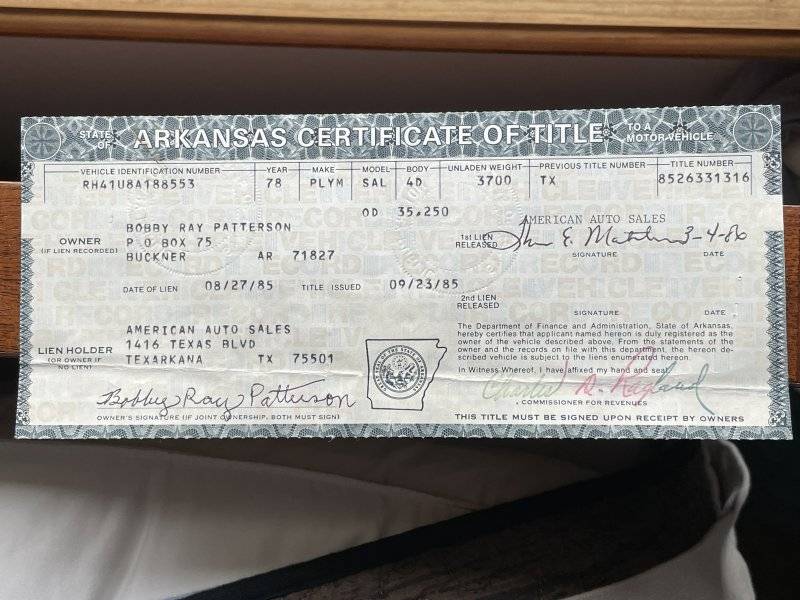 STATE OF ARKANSAS CERTIFICATE OF TITLE TO A MOTOR VEHICLE
VEHICLE IDENTIFICATION NUMBER YEAR MAKE MODEL BODY UNLADEN WEIGHT PREVIOUS TITLE NUMBER TITLE NUMBER
RH41U8A188553 78 PLYM SAL 4D 3700 TX 8526331316
OD 35,250
AMERICAN AUTO SALES
OWNER
(IF LIEN RECORDED)
BOBBY RAY PATTERSON
P O BOX 75
BUCKNER AR 71827
1st LIEN
RELEASED
3-4-86
SIGNATURE DATE
DATE OF LIEN 08/27/85 TITLE ISSUED 09/23/85
2nd LIEN
RELEASED
SIGNATURE DATE
LIEN HOLDER
(OR OWNER IF
NO LIEN)
AMERICAN AUTO SALES
1416 TEXAS BLVD
TEXARKANA TX 75501
The Department of Finance and Administration, State of Arkansas,
hereby certifies that applicant named hereon is duly registered as the
owner of the vehicle described above. From the statements of the owner
and the records on file with this department, the hereon de-
scribed vehicle is subject to the liens enumerated hereon.
In Witness Whereof, I have affixed my hand and seal.
Bobby Ray Patterson
OWNER'S SIGNATURE (IF JOINT OWNERSHIP, BOTH MUST SIGN)
COMMISSIONER FOR REVENUES
THIS TITLE MUST BE SIGNED UPON RECEIPT BY OWNERS